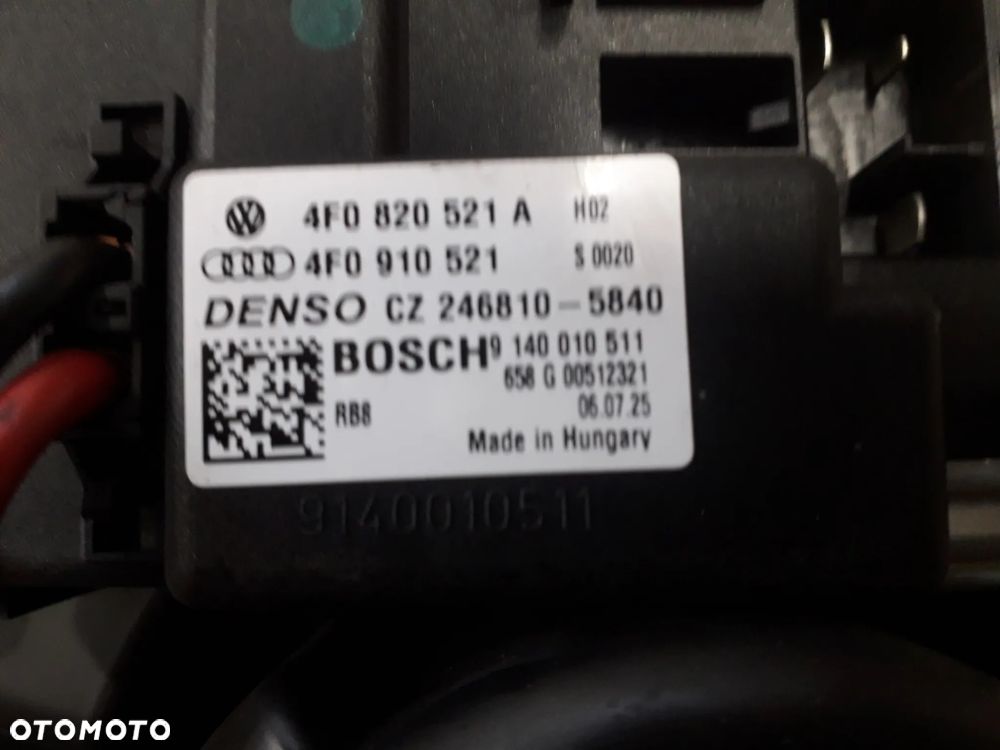 4F0 820 521 A H02
4F0 910 521 S 0020
DENSO CZ 246810-5840
BOSCH 9 140 010 511
658 G 00512321
RB8 06.07.25
Made in Hungary
9140010511
OTOMOTO